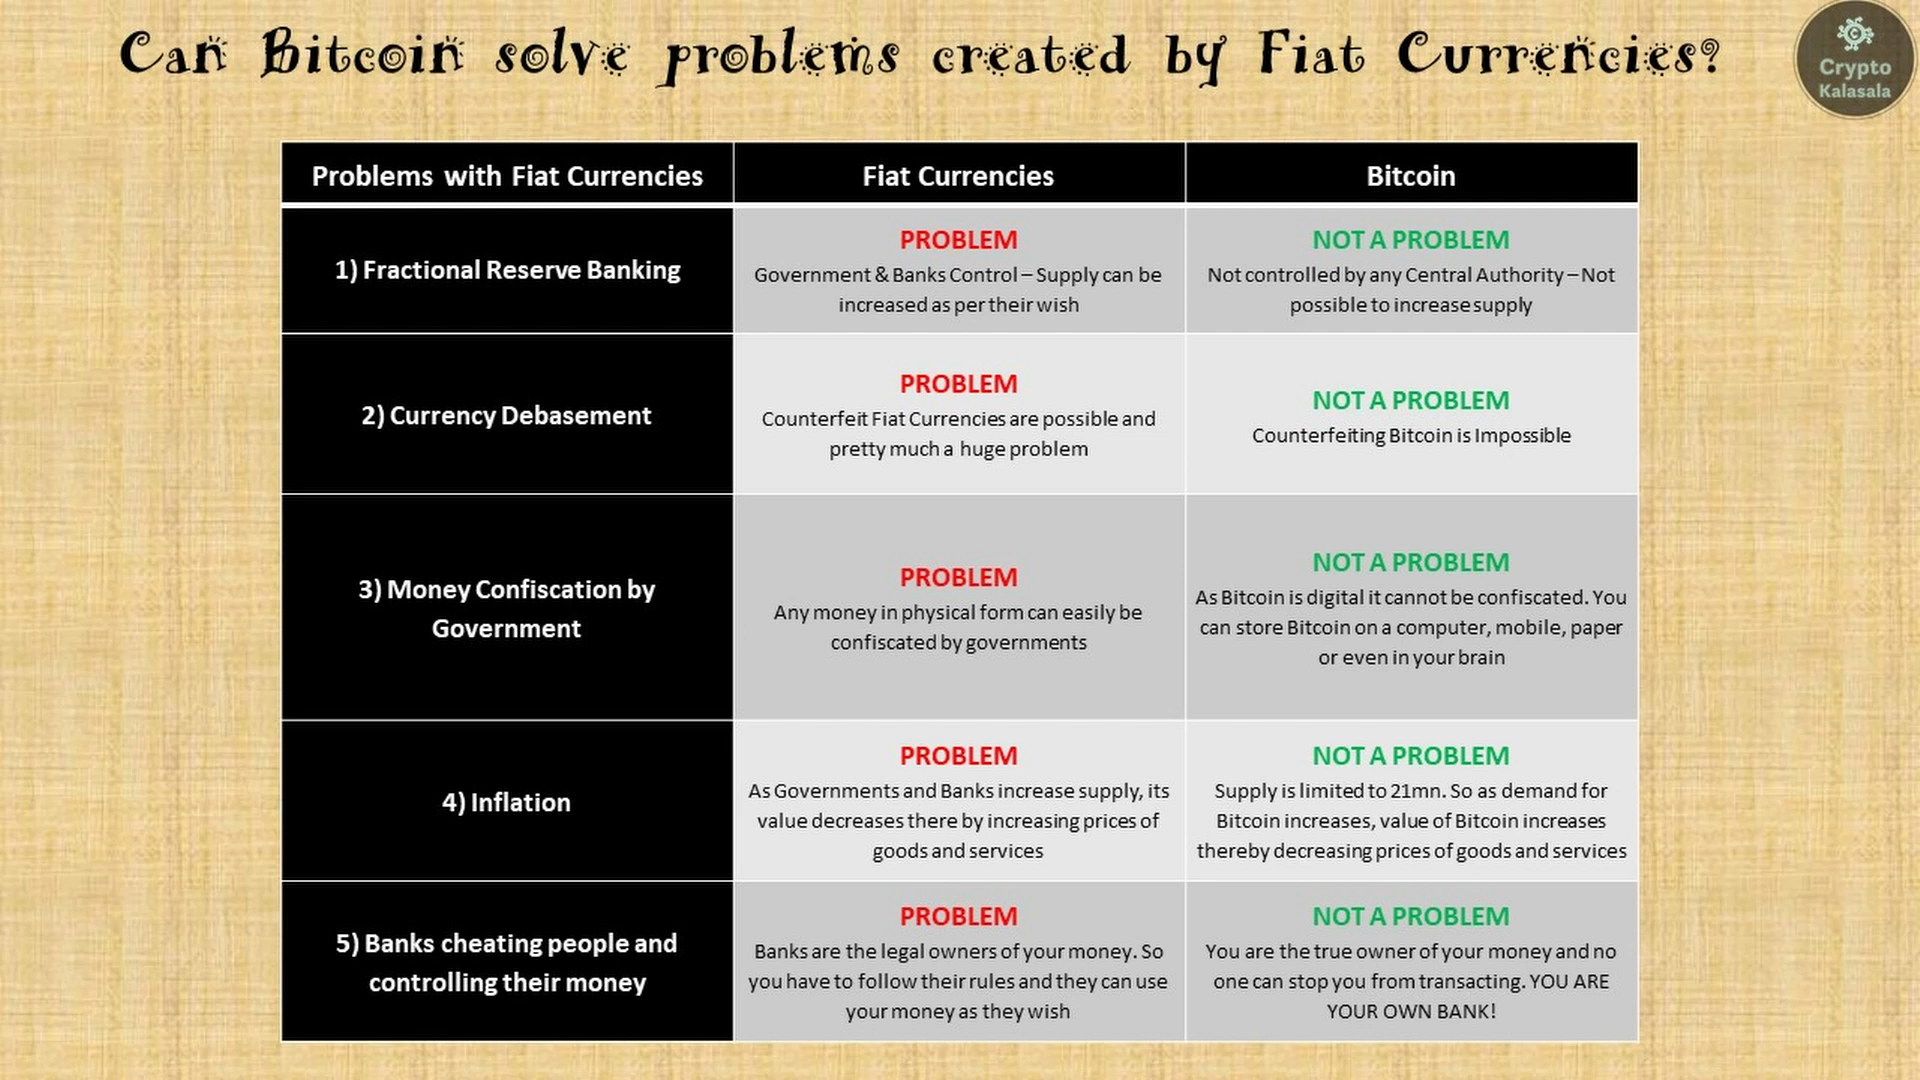 Can Bitcoin solve problems created by Fiat Currencies?
Crypto
Kalasala
Problems with Fiat Currencies
Fiat Currencies
Bitcoin
1) Fractional Reserve Banking
PROBLEM
Government & Banks Control – Supply can be
increased as per their wish
NOT A PROBLEM
Not controlled by any Central Authority – Not
possible to increase supply
2) Currency Debasement
PROBLEM
Counterfeit Fiat Currencies are possible and
pretty much a huge problem
NOT A PROBLEM
Counterfeiting Bitcoin is Impossible
3) Money Confiscation by
Government
PROBLEM
Any money in physical form can easily be
confiscated by governments
NOT A PROBLEM
As Bitcoin is digital it cannot be confiscated. You
can store Bitcoin on a computer, mobile, paper
or even in your brain
4) Inflation
PROBLEM
As Governments and Banks increase supply, its
value decreases there by increasing prices of
goods and services
NOT A PROBLEM
Supply is limited to 21mn. So as demand for
Bitcoin increases, value of Bitcoin increases
thereby decreasing prices of goods and services
5) Banks cheating people and
controlling their money
PROBLEM
Banks are the legal owners of your money. So
you have to follow their rules and they can use
your money as they wish
NOT A PROBLEM
You are the true owner of your money and no
one can stop you from transacting. YOU ARE
YOUR OWN BANK!